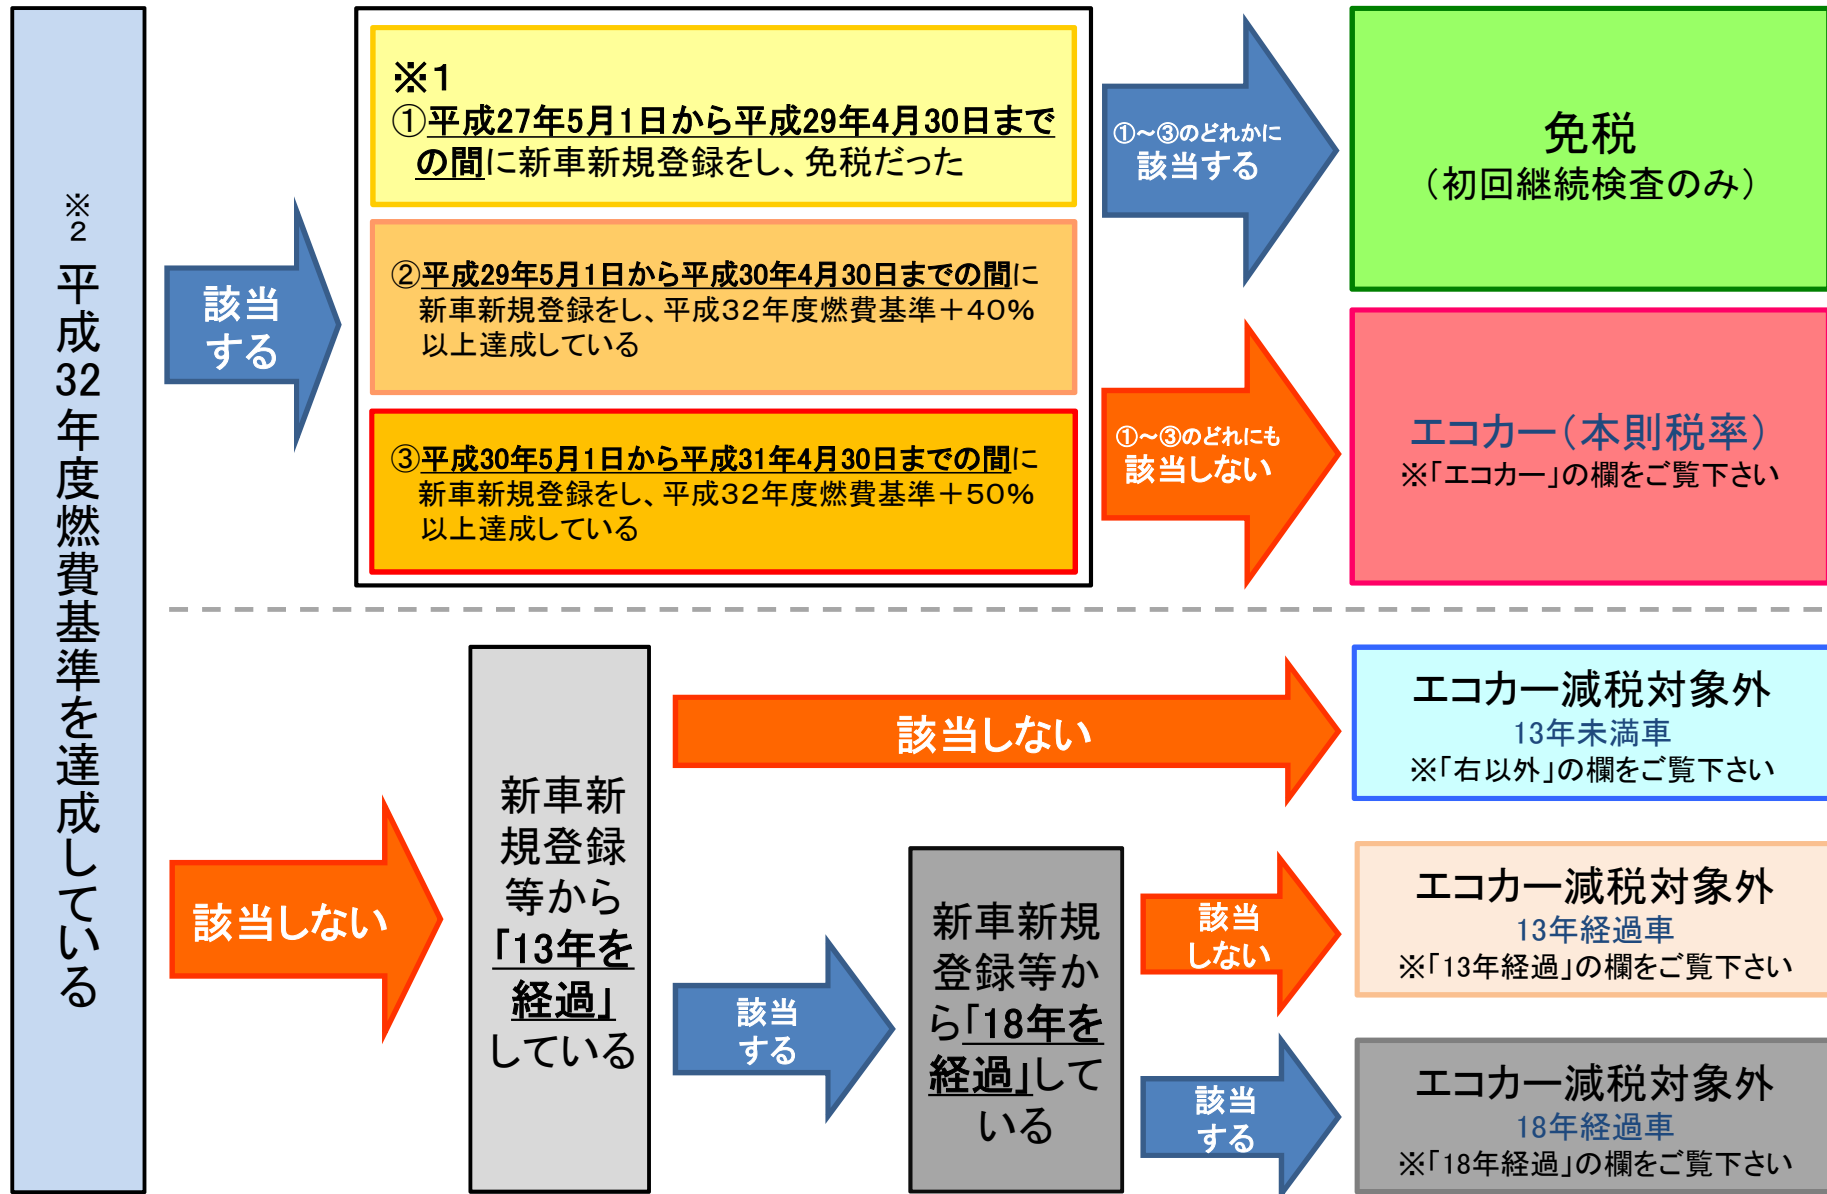 ※2 平成32年度燃費基準を達成している
該当
する
※1
①平成27年5月1日から平成29年4月30日まで
の間に新車新規登録をし、免税だった
②平成29年5月1日から平成30年4月30日までの間に
新車新規登録をし、平成32年度燃費基準＋40%
以上達成している
③平成30年5月1日から平成31年4月30日までの間に
新車新規登録をし、平成32年度燃費基準＋50%
以上達成している
①～③のどれかに
該当する
免税
（初回継続検査のみ）
①～③のどれにも
該当しない
エコカー（本則税率）
※「エコカー」の欄をご覧下さい
該当しない
新車新
規登録
等から
「13年を
経過」
している
該当しない
エコカー減税対象外
13年未満車
※「右以外」の欄をご覧下さい
該当
する
新車新規
登録等か
ら「18年を
経過」して
いる
該当
しない
エコカー減税対象外
13年経過車
※「13年経過」の欄をご覧下さい
該当
する
エコカー減税対象外
18年経過車
※「18年経過」の欄をご覧下さい